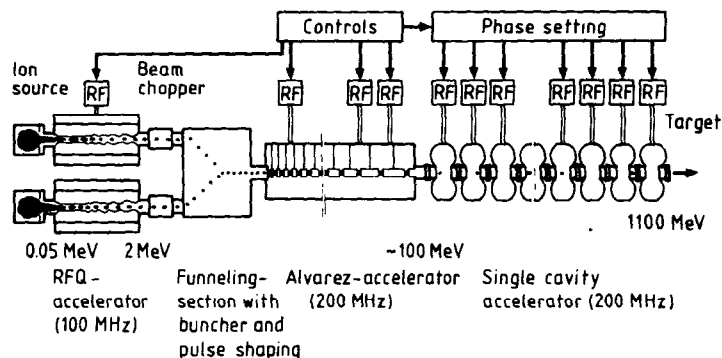 Controls
Phase setting
Ion source
Beam chopper
RF
RF
RF
RF
RF
RF
RF
RF
RF
RF
RF
Target
0.05 MeV
2 MeV
~100 MeV
1100 MeV
RFQ-
accelerator
(100 MHz)
Funneling-
section with
buncher and
pulse shaping
Alvarez-accelerator
(200 MHz)
Single cavity
accelerator (200 MHz)